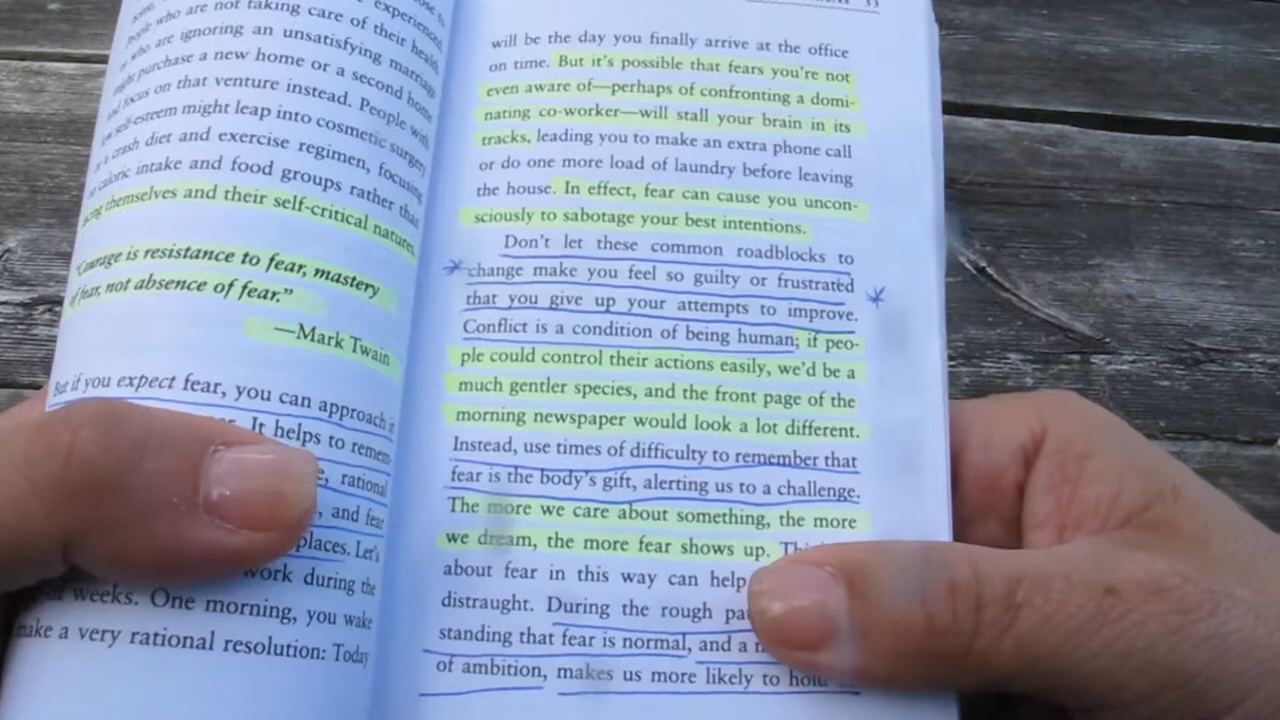 experienced
People who are not taking care of their health
who are ignoring an unsatisfying marriage
might purchase a new home or a second home
and focus on that venture instead. People with
self-esteem might leap into cosmetic surgery
a crash diet and exercise regimen, focusing
caloric intake and food groups rather than
themselves and their self-critical natures.
“Courage is resistance to fear, mastery
of fear, not absence of fear.”
—Mark Twain
But if you expect fear, you can approach
It helps to remem-
rational
, and fear
places. Let's
work during the
of weeks. One morning, you wake
make a very rational resolution: Today
53
will be the day you finally arrive at the office
on time. But it's possible that fears you're not
even aware of—perhaps of confronting a domi-
nating co-worker—will stall your brain in its
tracks, leading you to make an extra phone call
or do one more load of laundry before leaving
the house. In effect, fear can cause you uncon-
sciously to sabotage your best intentions.
Don't let these common roadblocks to
change make you feel so guilty or frustrated
that you give up your attempts to improve.
Conflict is a condition of being human; if peo-
ple could control their actions easily, we'd be a
much gentler species, and the front page of the
morning newspaper would look a lot different.
Instead, use times of difficulty to remember that
fear is the body's gift, alerting us to a challenge.
The more we care about something, the more
we dream, the more fear shows up.
about fear in this way can help
distraught. During the rough
standing that fear is normal, and a
of ambition, makes us more likely to hold